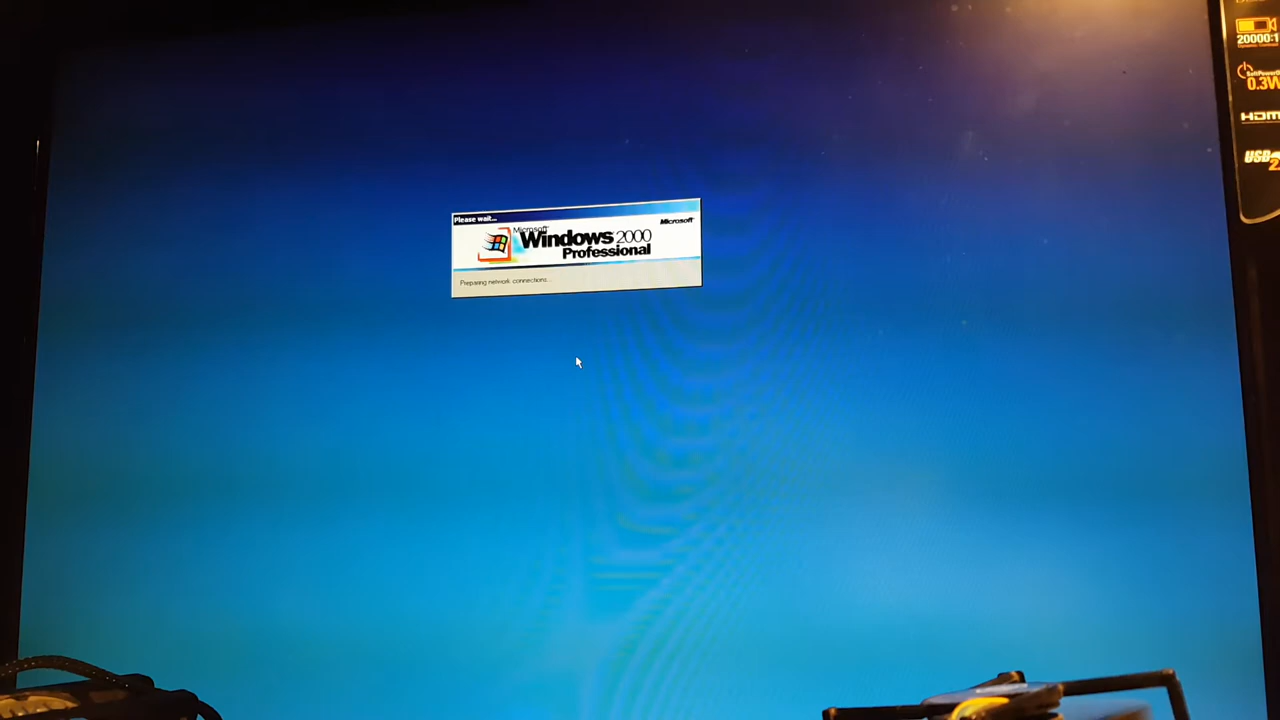 20000:1
0.3W
HDMI
USB
Please wait...
Microsoft
Microsoft
Windows 2000
Professional
Preparing network connections...